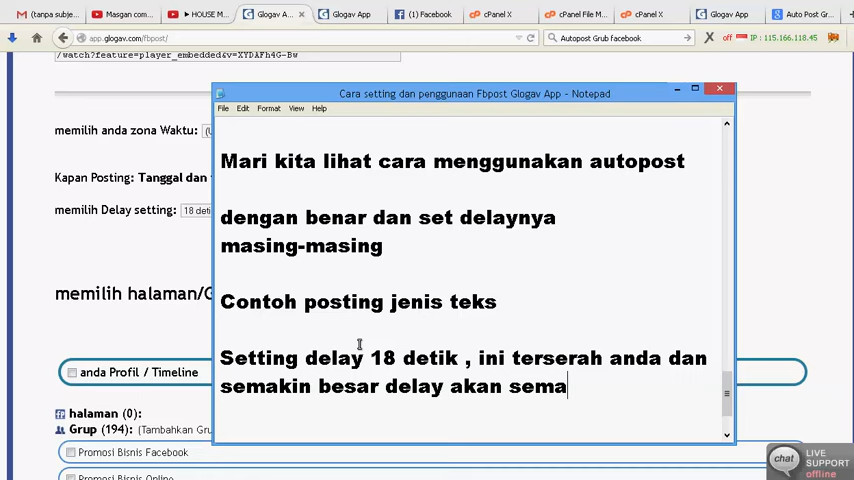 (tanpa subje
Masgan com...
HOUSE M
Glogav A...
Glogav App
(1) Facebook
cPanel X
cPanel File M...
cPanel X
Glogav App
Auto Post Gr...
app.glogav.com/fbpost/
Autopost Grub facebook
off
IP : 115.166.118.45
/watch?feature=player_embedded&v=XYDAFh4G-Bw
Cara setting dan penggunaan Fbpost Glogav App - Notepad
File Edit Format View Help
memilih anda zona Waktu:
Kapan Posting: Tanggal dan
memilih Delay setting: 18 deti
Mari kita lihat cara menggunakan autopost
dengan benar dan set delaynya
masing-masing
Contoh posting jenis teks
Setting delay 18 detik , ini terserah anda dan
semakin besar delay akan sema
memilih halaman/G
anda Profil / Timeline
halaman (0):
Grup (194): (Tambahkan Gru
Promosi Bisnis Facebook
Promosi Bisnis Online
chat
LIVE
SUPPORT
offline